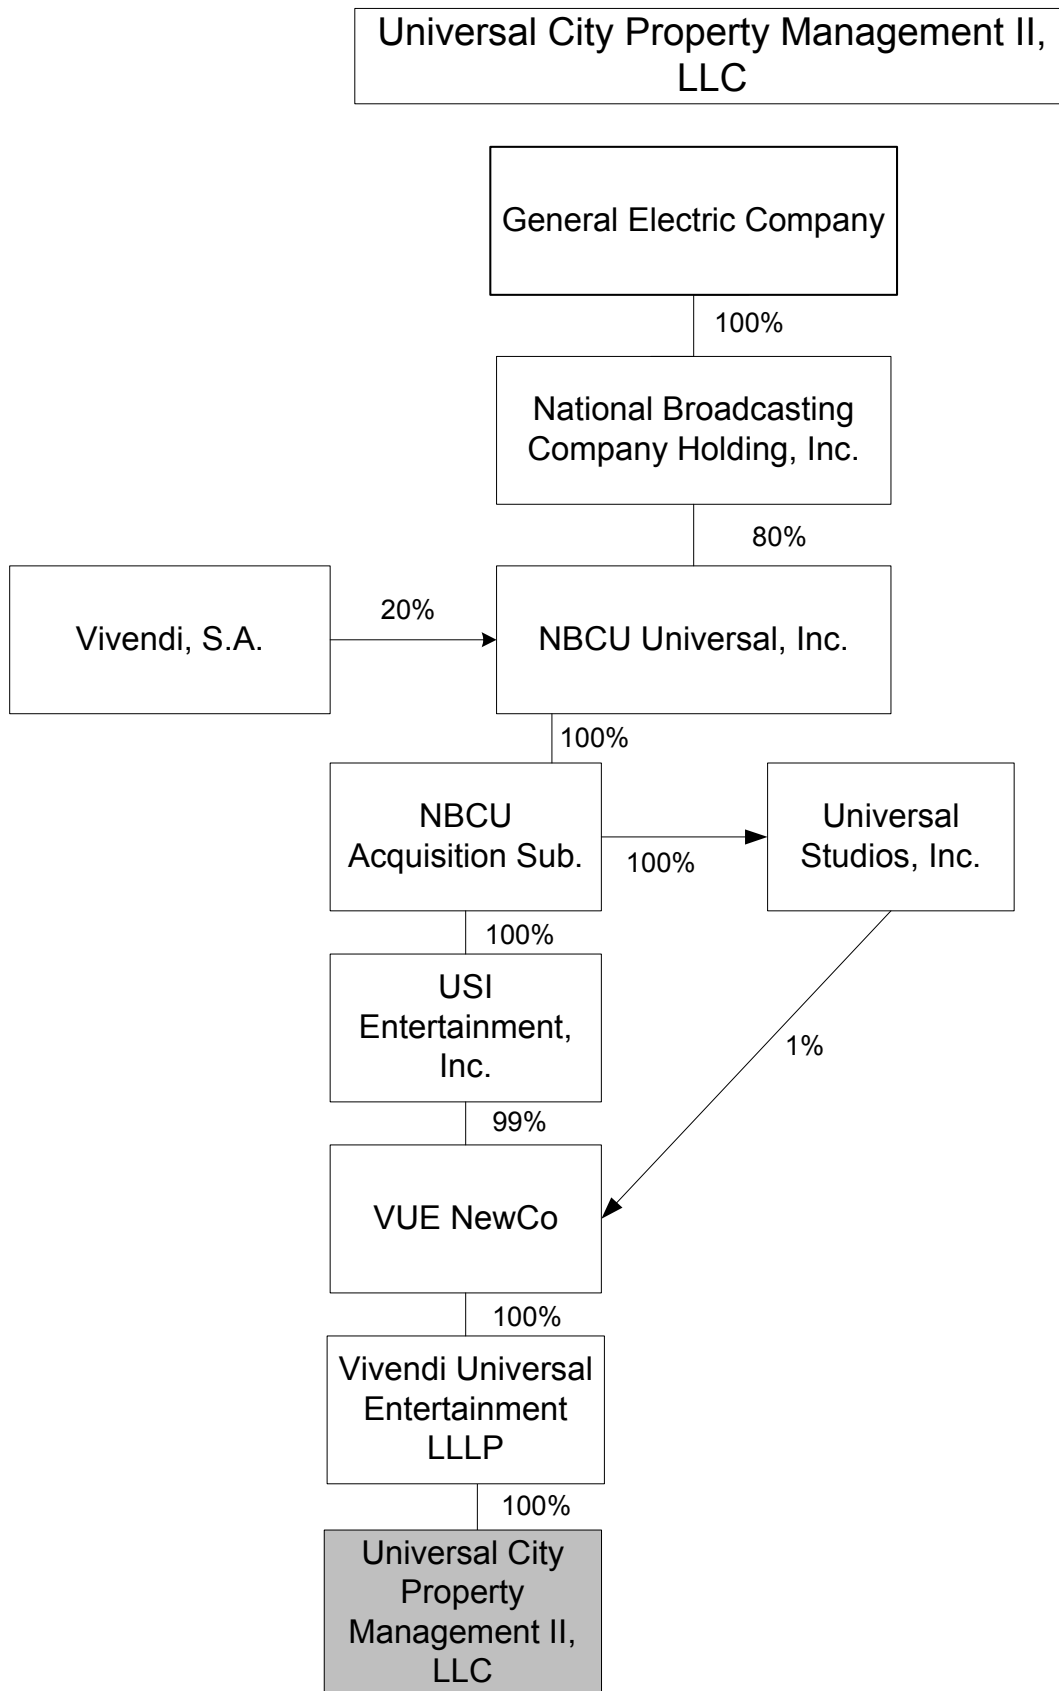 Universal City Property Management II,
LLC
General Electric Company
100%
National Broadcasting
Company Holding, Inc.
80%
Vivendi, S.A.
20%
NBCU Universal, Inc.
100%
NBCU
Acquisition Sub.
100%
Universal
Studios, Inc.
100%
USI
Entertainment,
Inc.
1%
99%
VUE NewCo
100%
Vivendi Universal
Entertainment
LLLP
100%
Universal City
Property
Management II,
LLC